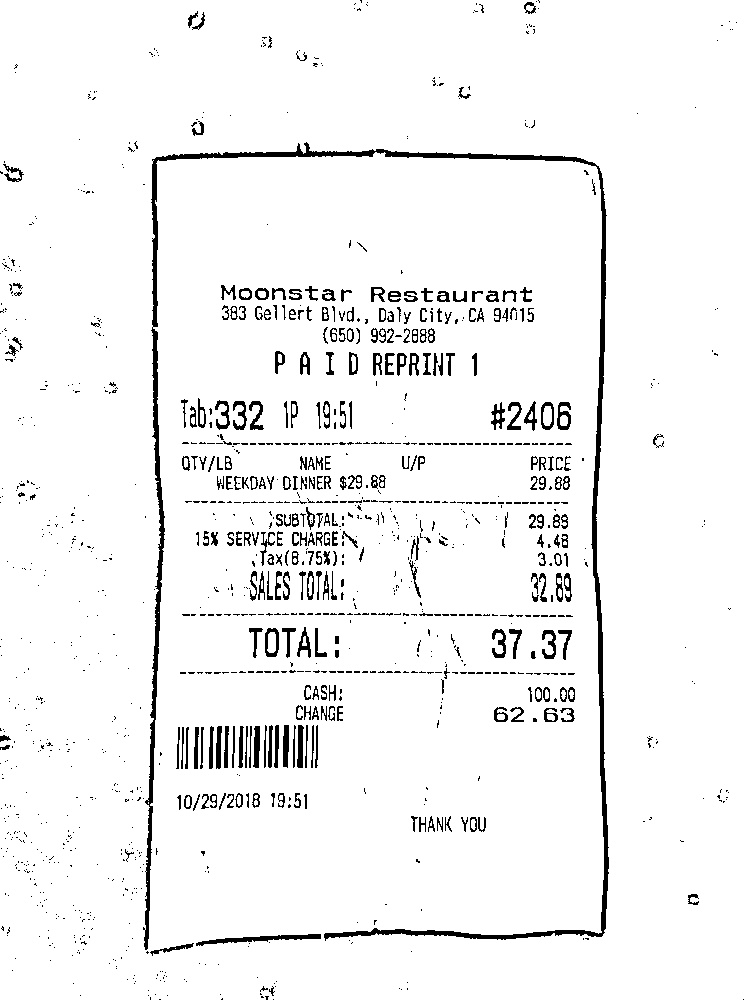 Moonstar Restaurant
383 Gellert Blvd., Daly City, CA 94015
(650) 992-2888
P A I D REPRINT 1
Tab:332 1P 19:51 #2406
QTY/LB NAME U/P PRICE
WEEKDAY DINNER $29.88 29.88
SUBTOTAL: 29.88
15% SERVICE CHARGE: 4.48
Tax(8.75%): 3.01
SALES TOTAL: 32.89
TOTAL: 37.37
CASH: 100.00
CHANGE 62.63
10/29/2018 19:51
THANK YOU